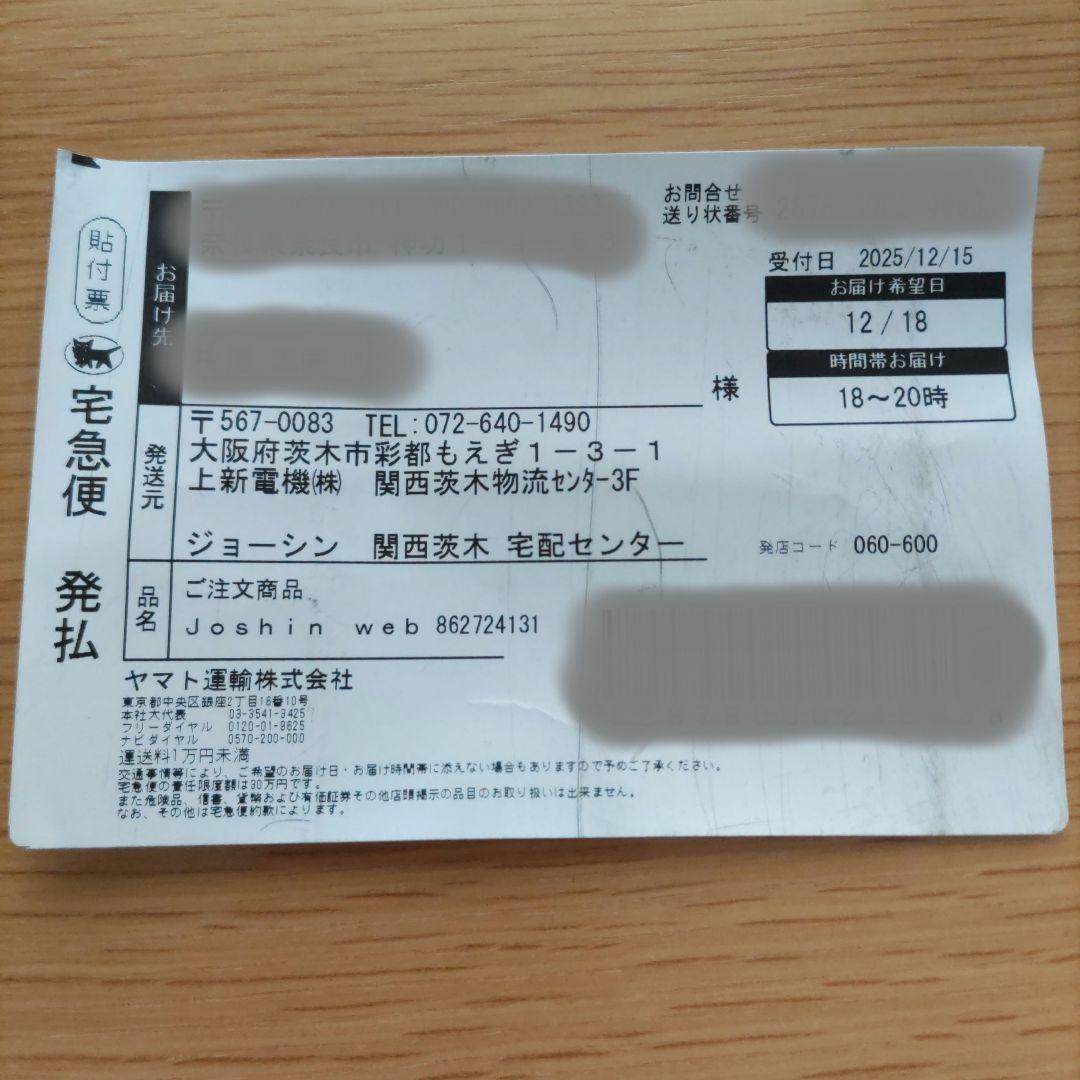 貼付票
宅急便 発払
お届け先
様
お問合せ
送り状番号
受付日 2025/12/15
お届け希望日
12/18
時間帯お届け
18～20時
発送元
〒567-0083 TEL:072-640-1490
大阪府茨木市彩都もえぎ1-3-1
上新電機㈱ 関西茨木物流ｾﾝﾀｰ3F
ジョーシン 関西茨木 宅配センター
発店コード 060-600
品名
ご注文商品
Joshin web 862724131
ヤマト運輸株式会社
東京都中央区銀座2丁目16番10号
本社大代表 03-3541-3425
フリーダイヤル 0120-01-9625
ナビダイヤル 0570-200-000
運送料1万円未満
交通事情等により、ご希望のお届け日・お届け時間帯に添えない場合もありますので予めご了承ください。
宅急便の責任限度額は30万円です。
また危険品、信書、貨幣および有価証券その他店頭掲示の品目のお取り扱いは出来ません。
なお、その他は宅急便約款によります。